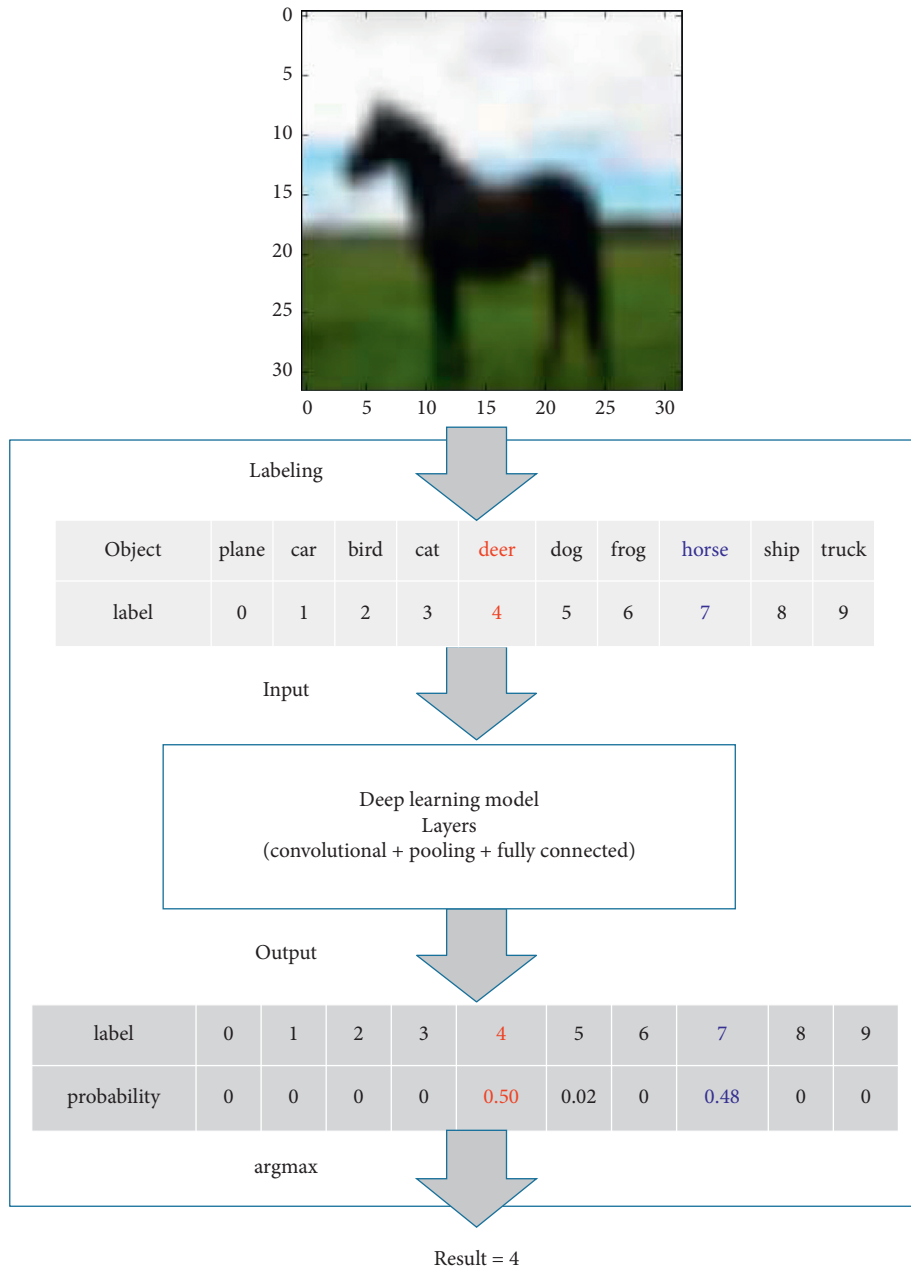 0
5
10
15
20
25
30
0 5 10 15 20 25 30
Labeling
Object plane car bird cat deer dog frog horse ship truck
label 0 1 2 3 4 5 6 7 8 9
Input
Deep learning model
Layers
(convolutional + pooling + fully connected)
Output
label 0 1 2 3 4 5 6 7 8 9
probability 0 0 0 0 0.50 0.02 0 0.48 0 0
argmax
Result = 4